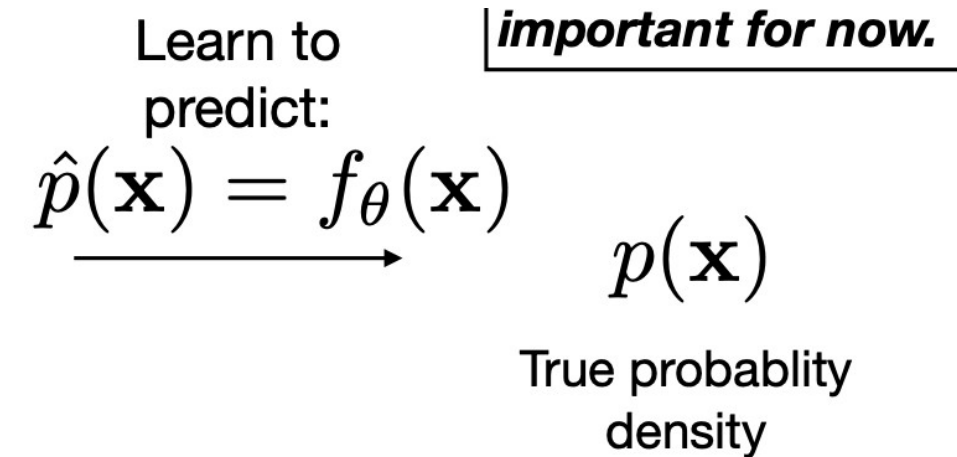 Learn to
predict:
important for now.
p̂(x) = f_θ(x)
p(x)
True probablity
density